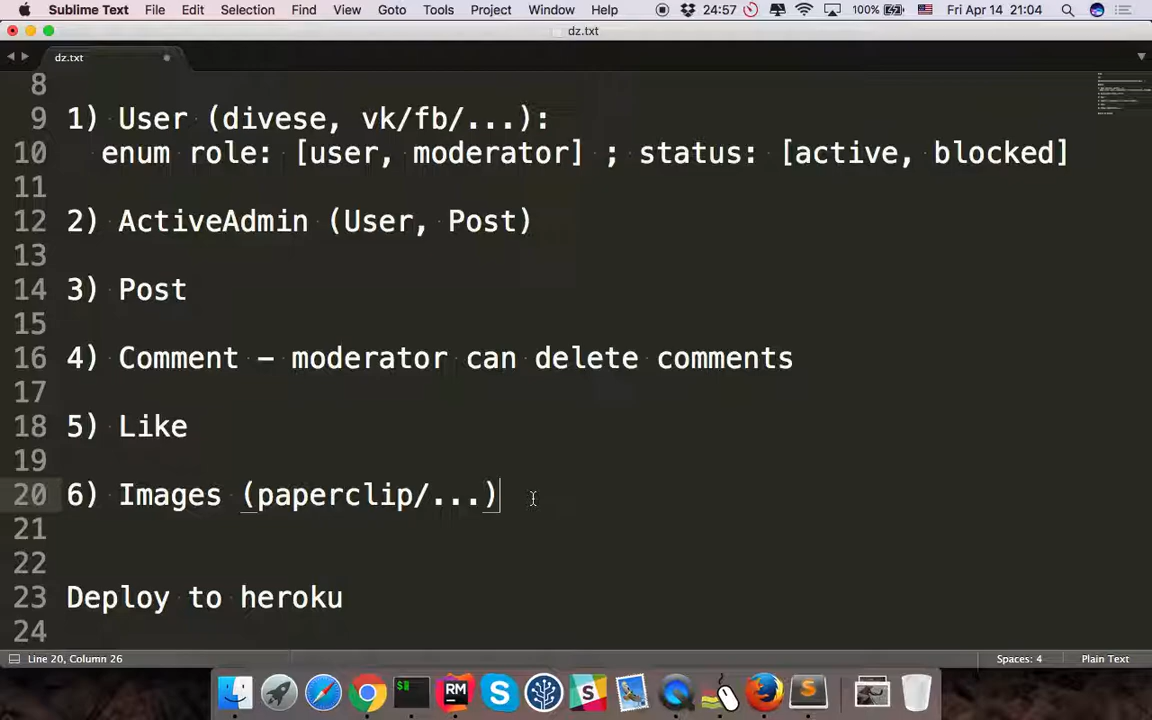 Sublime Text File Edit Selection Find View Goto Tools Project Window Help 24:57 100% Fri Apr 14 21:04
dz.txt
dz.txt
8
9 1) User (divese, vk/fb/...):
10 enum role: [user, moderator] ; status: [active, blocked]
11
12 2) ActiveAdmin (User, Post)
13
14 3) Post
15
16 4) Comment – moderator can delete comments
17
18 5) Like
19
20 6) Images (paperclip/...)
21
22
23 Deploy to heroku
24
Line 20, Column 26 Spaces: 4 Plain Text